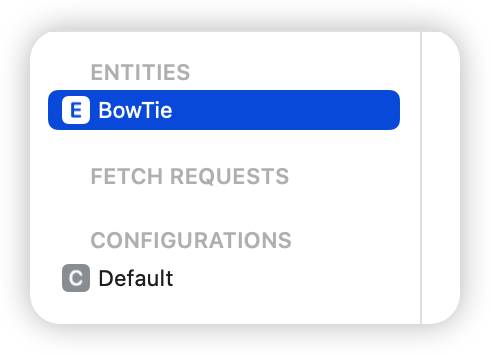 ENTITIES
E BowTie
FETCH REQUESTS
CONFIGURATIONS
C Default